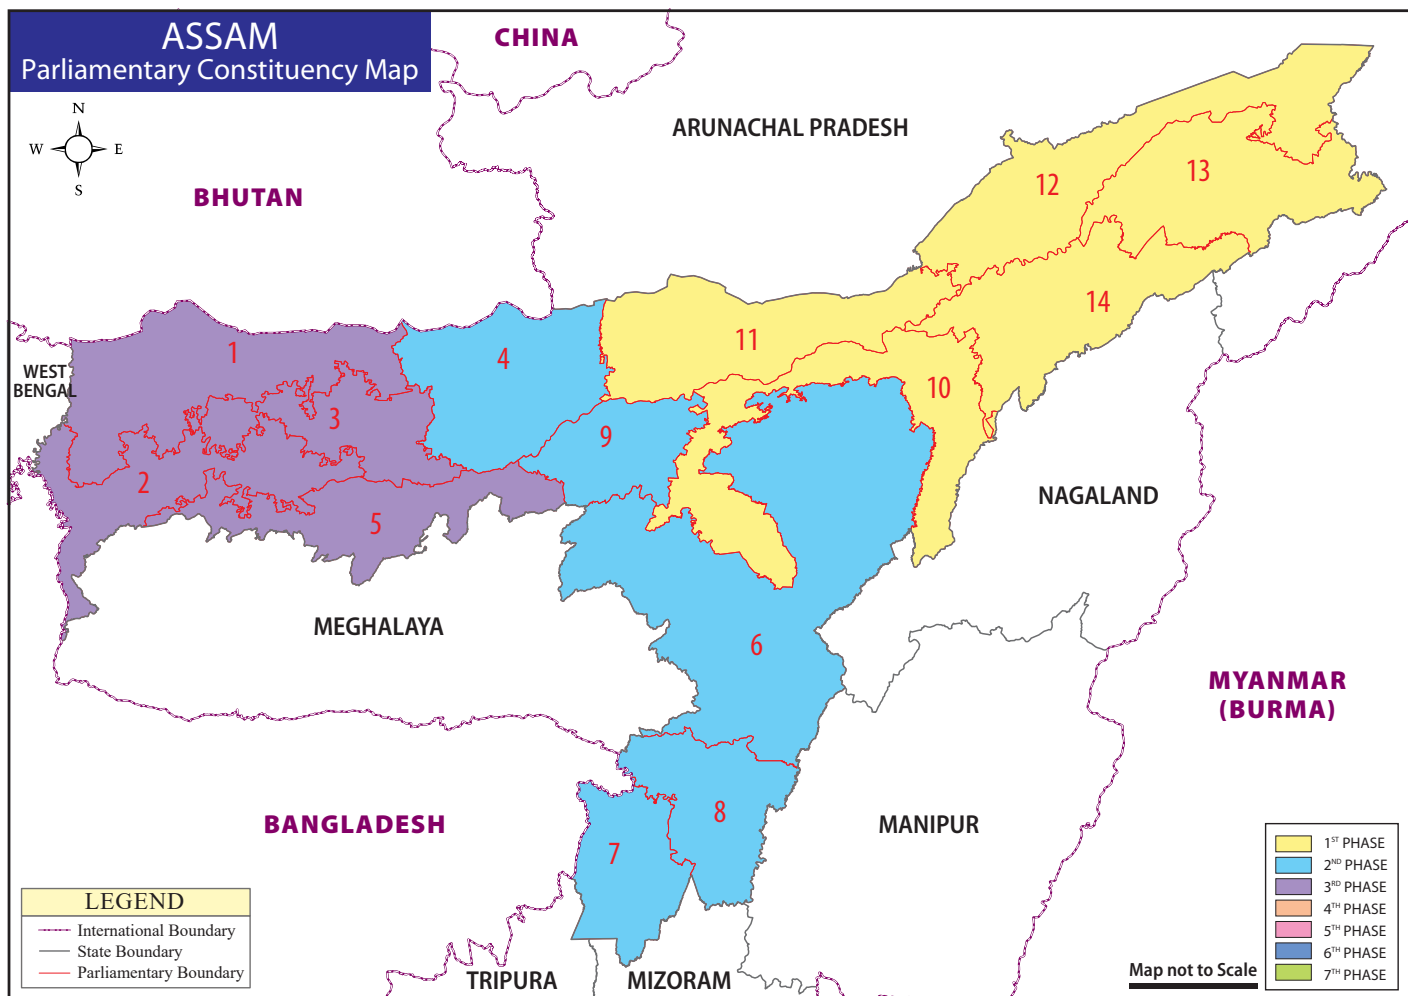 ASSAM
Parliamentary Constituency Map
CHINA
N
W
E
S
ARUNACHAL PRADESH
BHUTAN
12
13
14
11
1
4
WEST
BENGAL
10
3
9
2
5
NAGALAND
MEGHALAYA
6
MYANMAR
(BURMA)
BANGLADESH
8
MANIPUR
7
1ST PHASE
2ND PHASE
3RD PHASE
4TH PHASE
5TH PHASE
6TH PHASE
7TH PHASE
LEGEND
International Boundary
State Boundary
Parliamentary Boundary
TRIPURA
MIZORAM
Map not to Scale